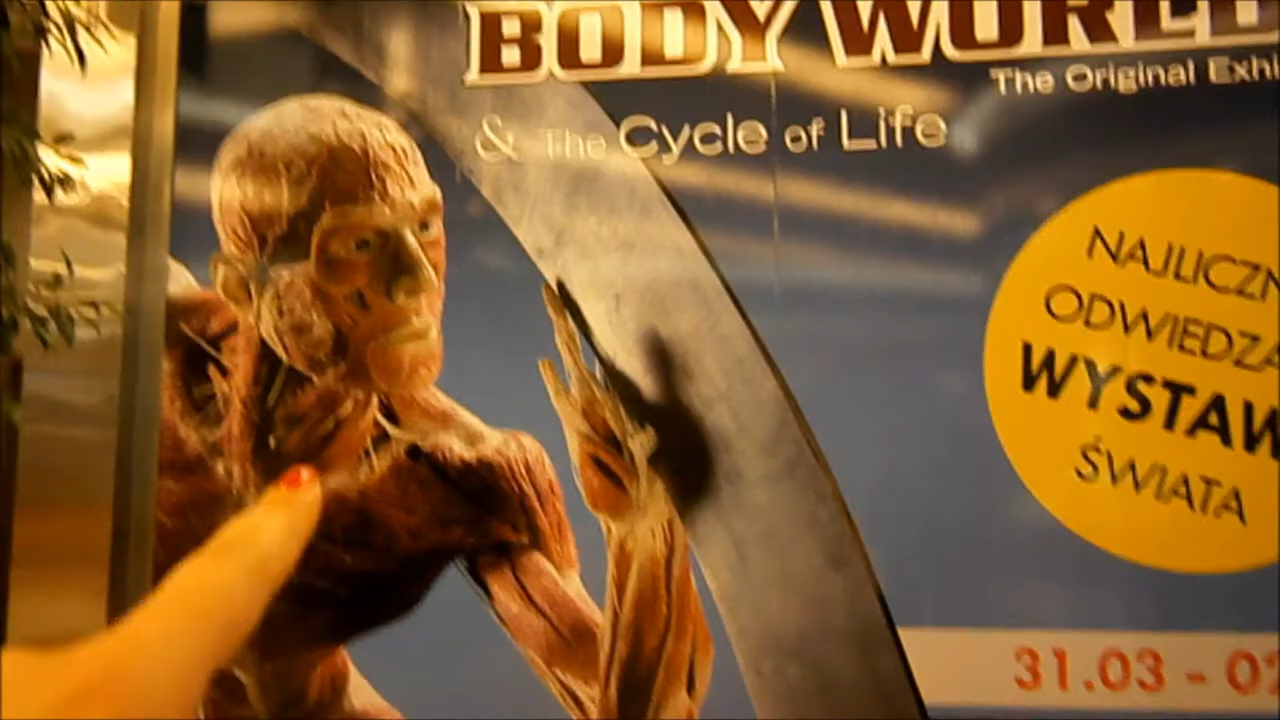 BODY WORL
The Original Exhi
& The Cycle of Life
NAJLICZN
ODWIEDZA
WYSTAW
ŚWIATA
31.03 - 0